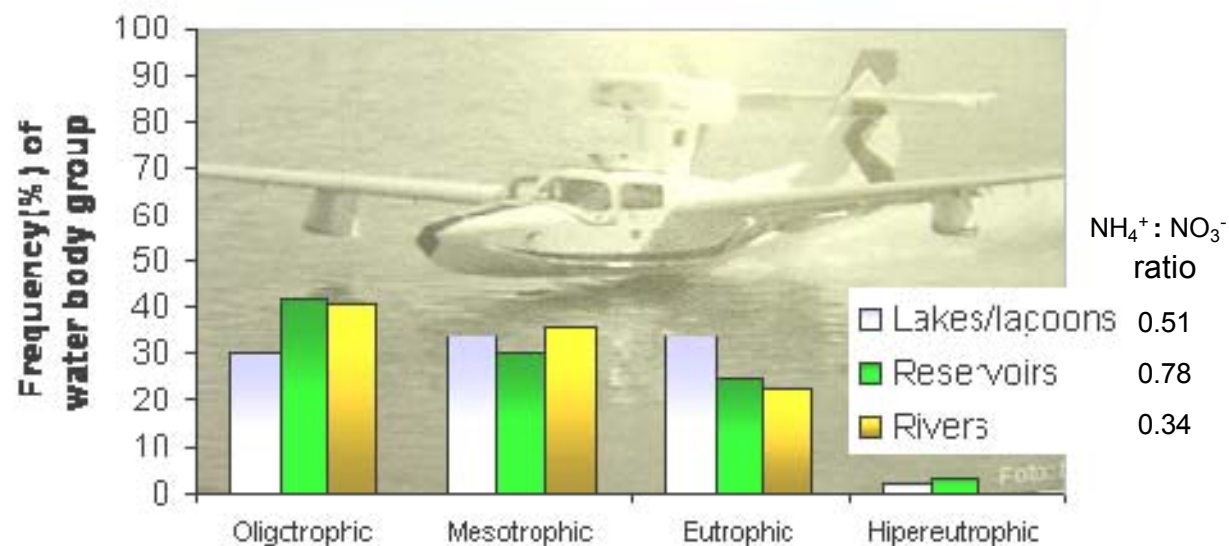 Frequency(%) of
water body group
100
90
80
70
60
50
40
30
20
10
0
Oligotrophic
Mesotrophic
Eutrophic
Hipereutrophic
NH₄⁺ : NO₃⁻
ratio
Lakes/lagoons 0.51
Reservoirs 0.78
Rivers 0.34
Foto: